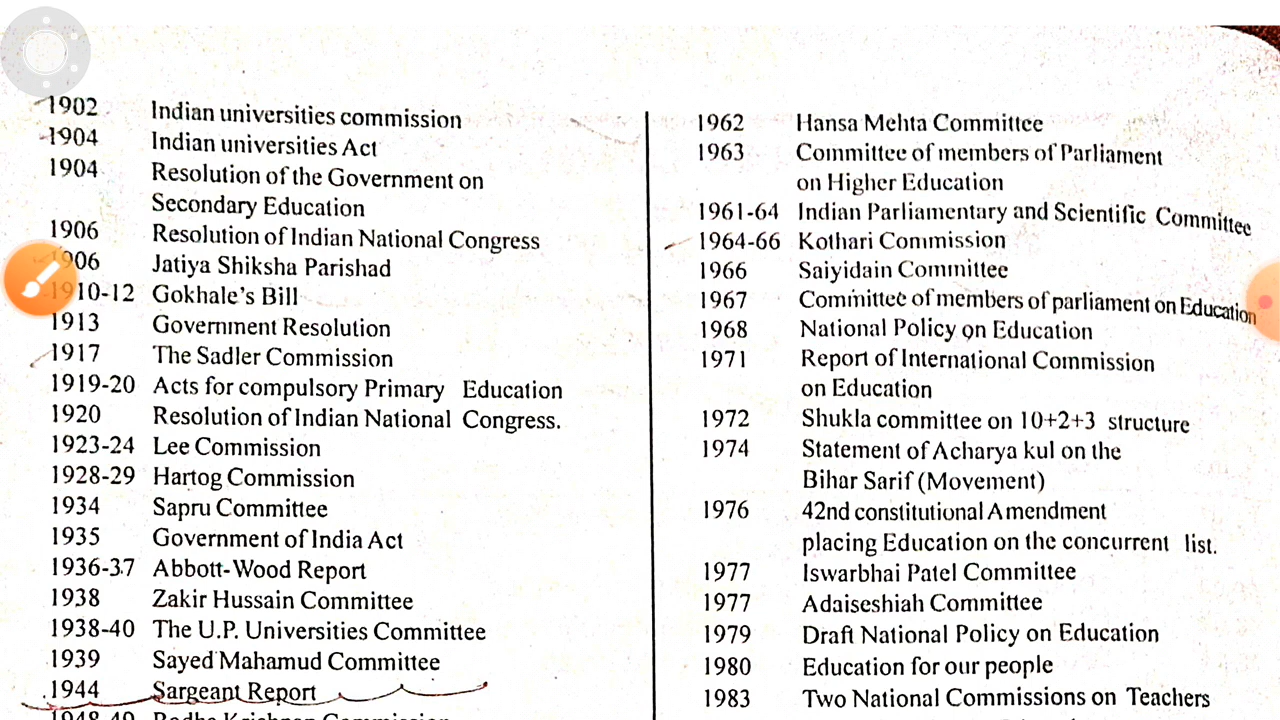 1902 Indian universities commission
1904 Indian universities Act
1904 Resolution of the Government on
Secondary Education
1906 Resolution of Indian National Congress
906 Jatiya Shiksha Parishad
1910-12 Gokhale's Bill
1913 Government Resolution
1917 The Sadler Commission
1919-20 Acts for compulsory Primary Education
1920 Resolution of Indian National Congress.
1923-24 Lee Commission
1928-29 Hartog Commission
1934 Sapru Committee
1935 Government of India Act
1936-37 Abbott-Wood Report
1938 Zakir Hussain Committee
1938-40 The U.P. Universities Committee
1939 Sayed Mahamud Committee
1944 Sargeant Report
1948-49 Radha Krishnan Commission
1962 Hansa Mehta Committee
1963 Committee of members of Parliament
on Higher Education
1961-64 Indian Parliamentary and Scientific Committee
1964-66 Kothari Commission
1966 Saiyidain Committee
1967 Committee of members of parliament on Education
1968 National Policy on Education
1971 Report of International Commission
on Education
1972 Shukla committee on 10+2+3 structure
1974 Statement of Acharya kul on the
Bihar Sarif (Movement)
1976 42nd constitutional Amendment
placing Education on the concurrent list.
1977 Iswarbhai Patel Committee
1977 Adaiseshiah Committee
1979 Draft National Policy on Education
1980 Education for our people
1983 Two National Commissions on Teachers